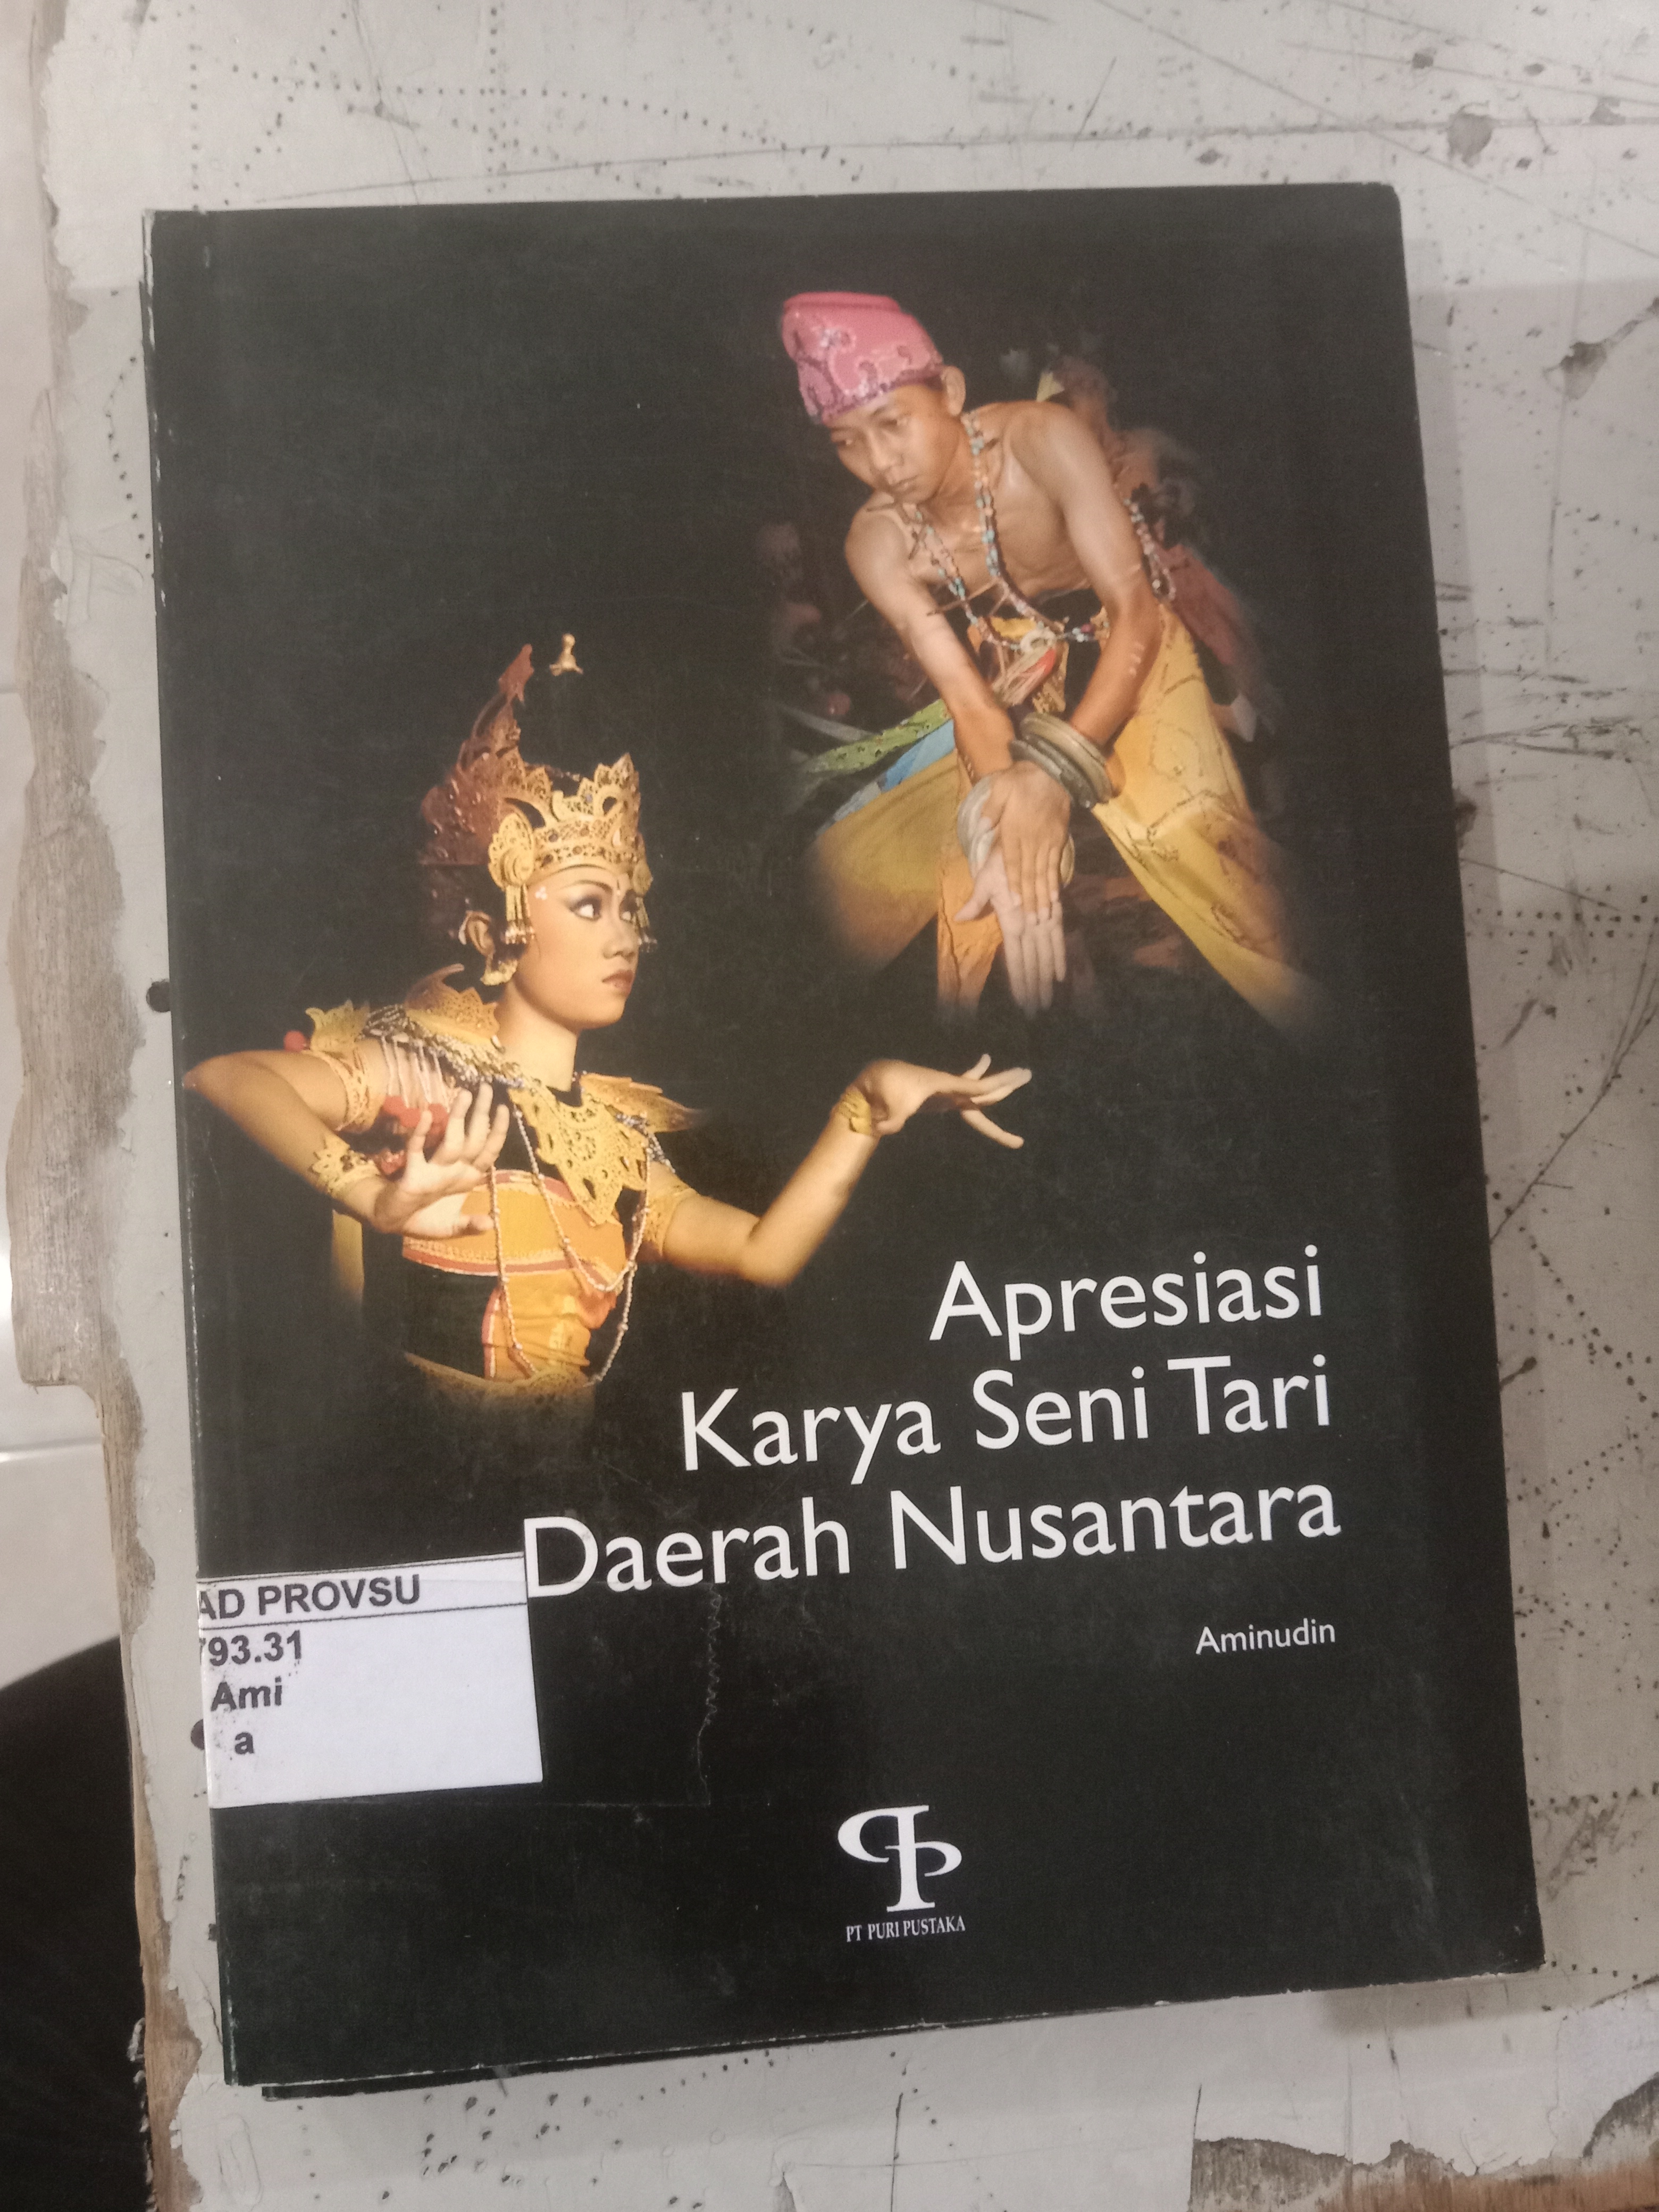 Apresiasi
Karya Seni Tari
Daerah Nusantara
Aminudin
AD PROVSU
793.31
Ami
a
PT PURI PUSTAKA